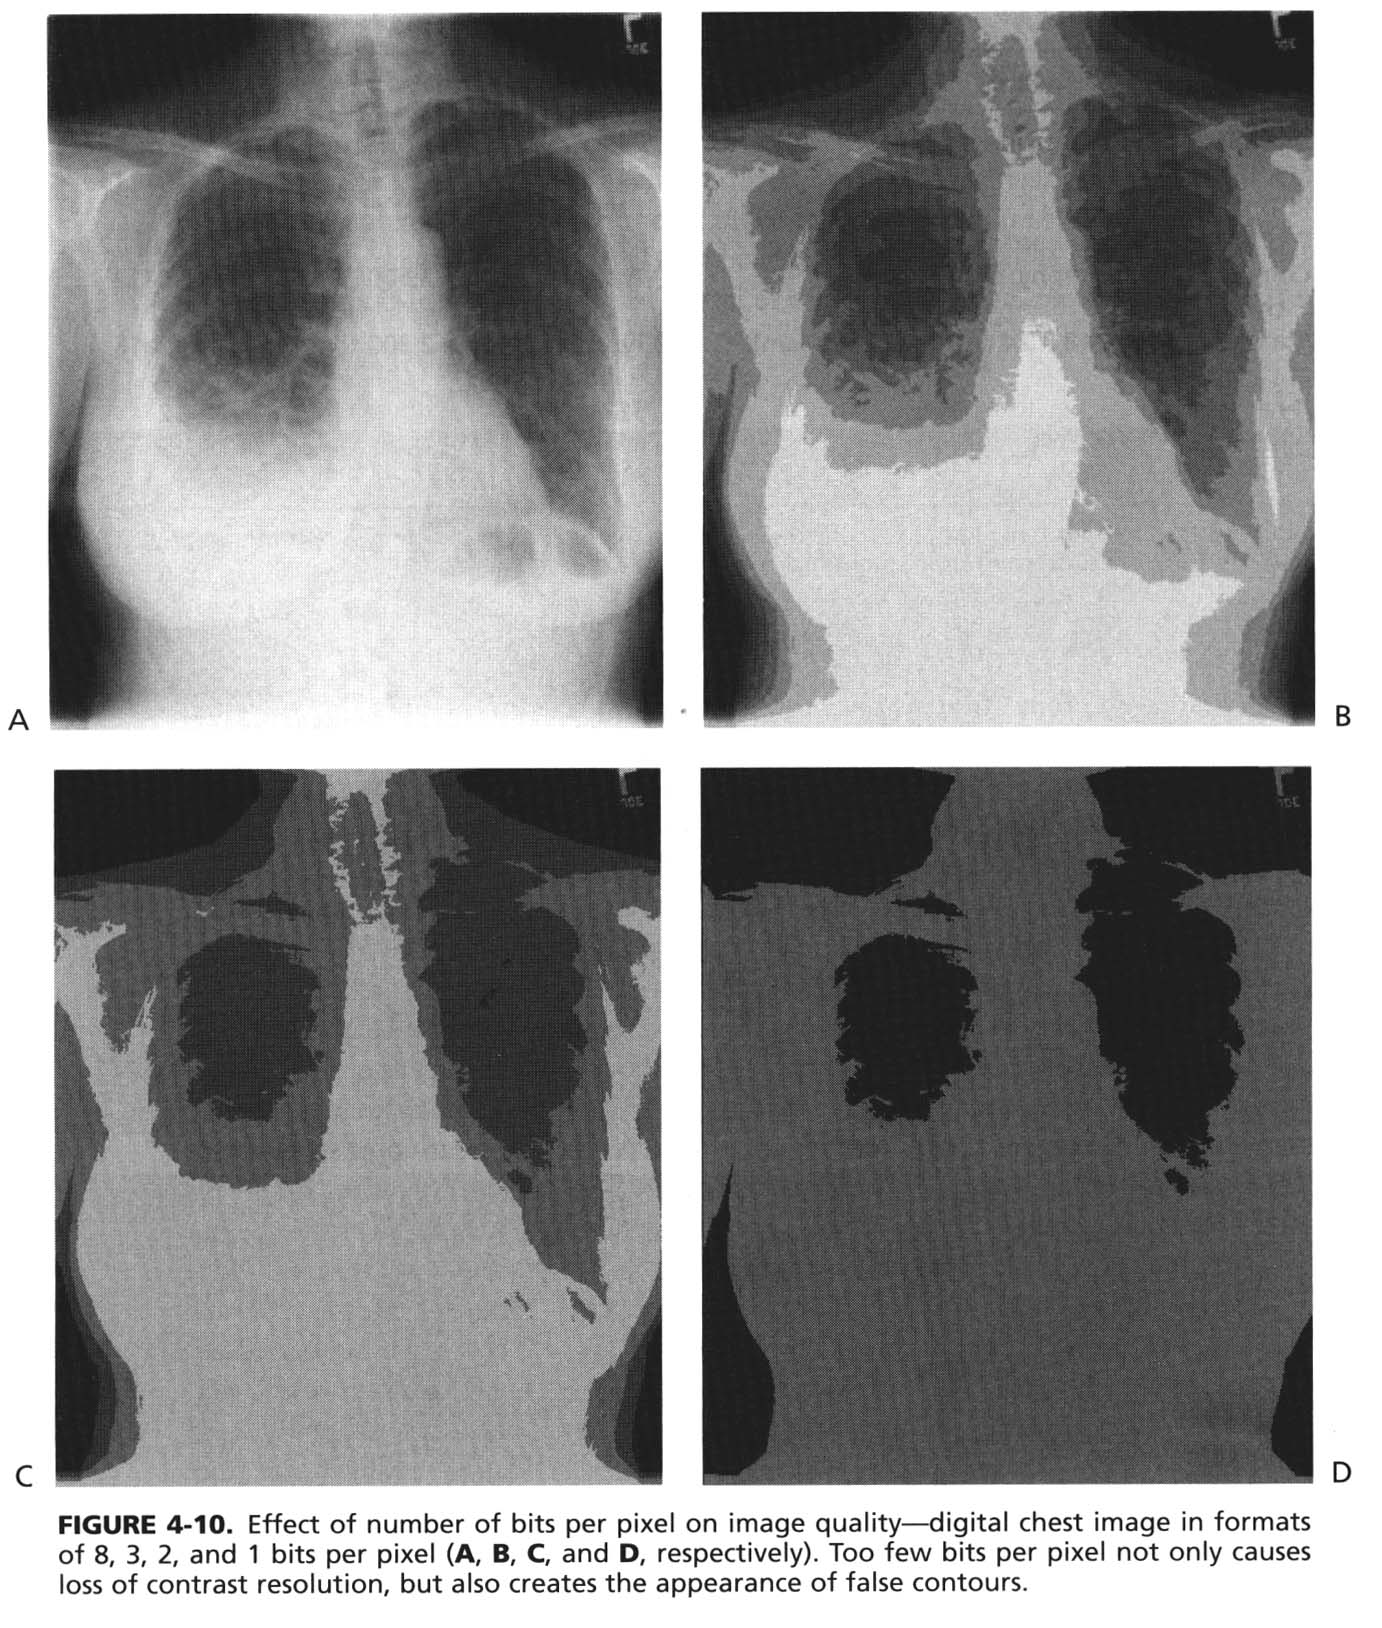 A
B
C
D
FIGURE 4-10. Effect of number of bits per pixel on image quality—digital chest image in formats
of 8, 3, 2, and 1 bits per pixel (A, B, C, and D, respectively). Too few bits per pixel not only causes
loss of contrast resolution, but also creates the appearance of false contours.